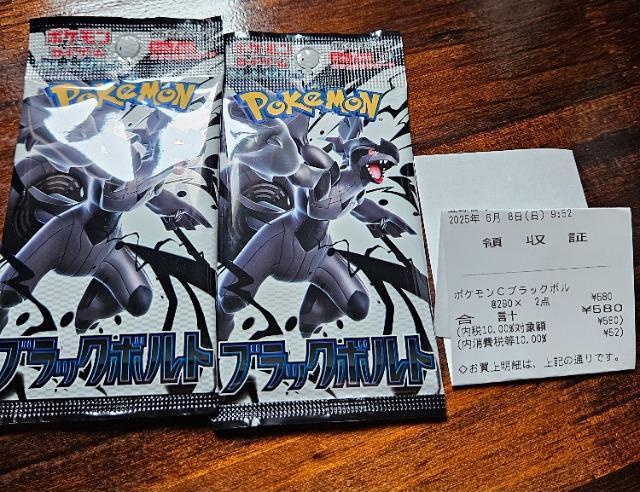 ポケモン
カードゲーム
POKéMON
ブラックボルト
ポケモン
カードゲーム
POKéMON
ブラックボルト
2025年 6月 8日(日) 9:52
領 収 証
ポケモンCブラックボル ¥580
@290× 2点
合 計 ¥580
(内税10.00%対象額 ¥580)
(内消費税等10.00% ¥52)
◇お買上明細は、上記の通りです。